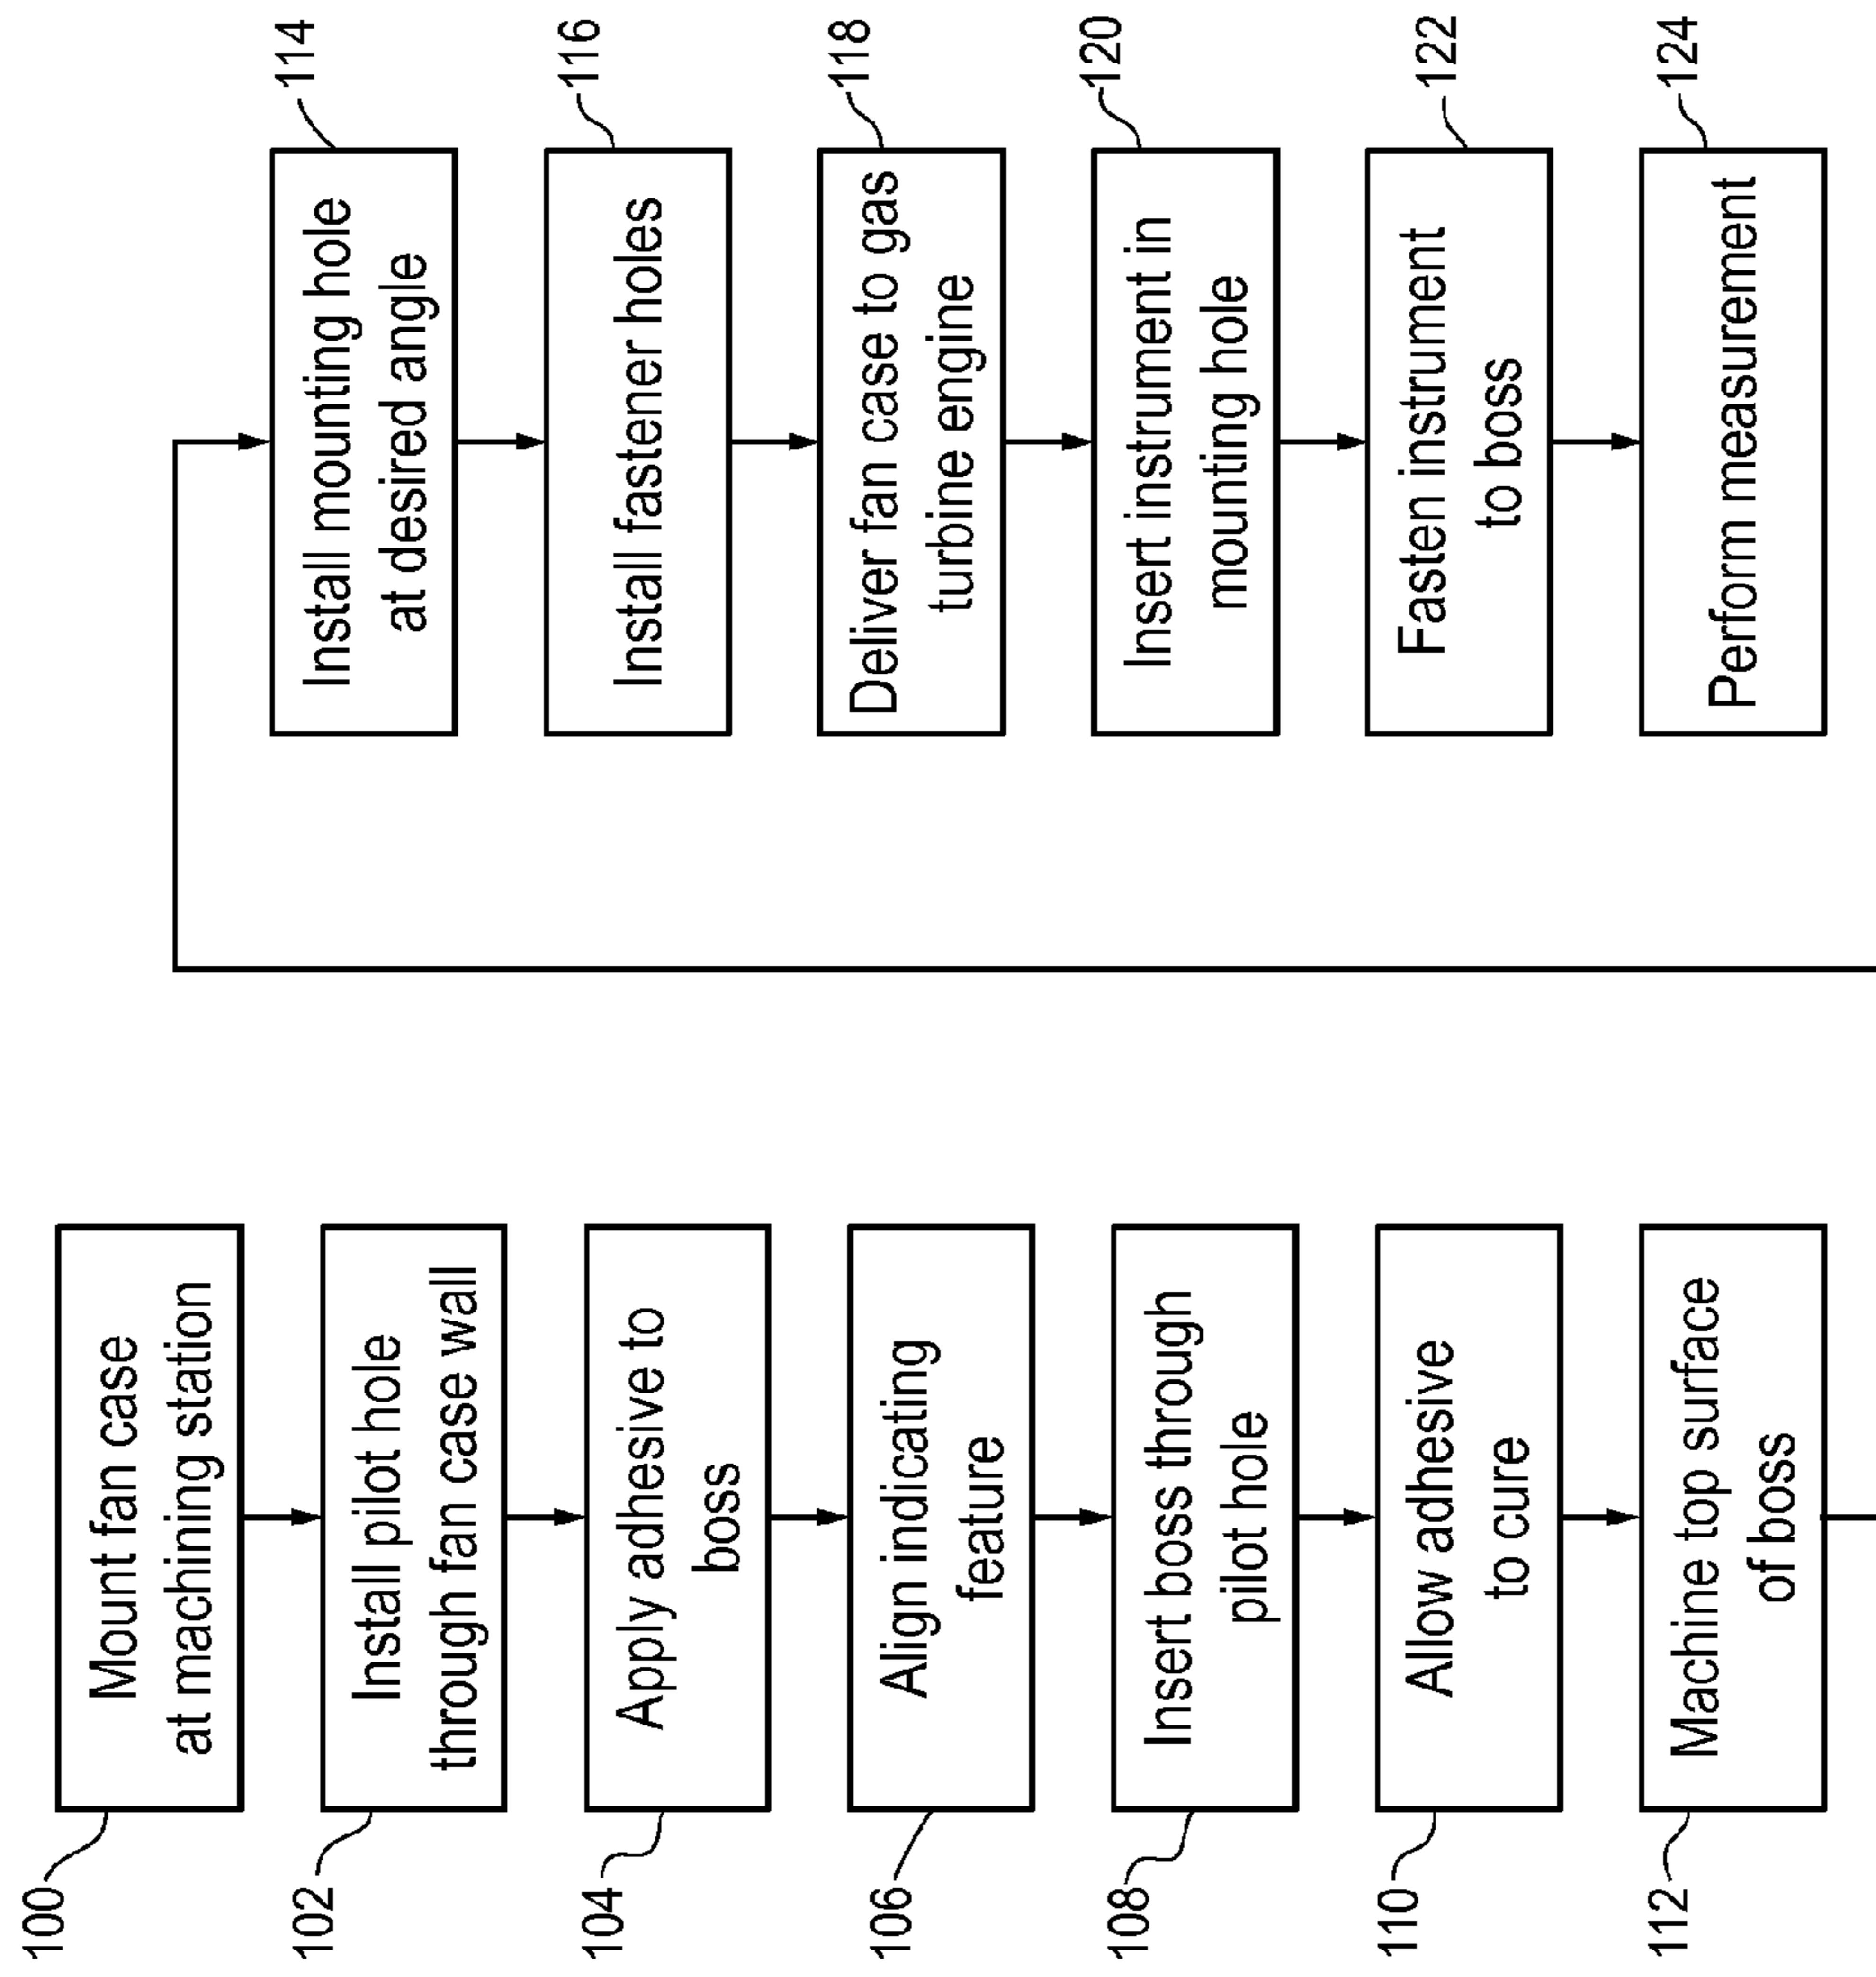 100
Mount fan case
at machining station
102
Install pilot hole
through fan case wall
104
Apply adhesive to
boss
106
Align indicating
feature
108
Insert boss through
pilot hole
110
Allow adhesive
to cure
112
Machine top surface
of boss
114
Install mounting hole
at desired angle
116
Install fastener holes
118
Deliver fan case to gas
turbine engine
120
Insert instrument in
mounting hole
122
Fasten instrument
to boss
124
Perform measurement